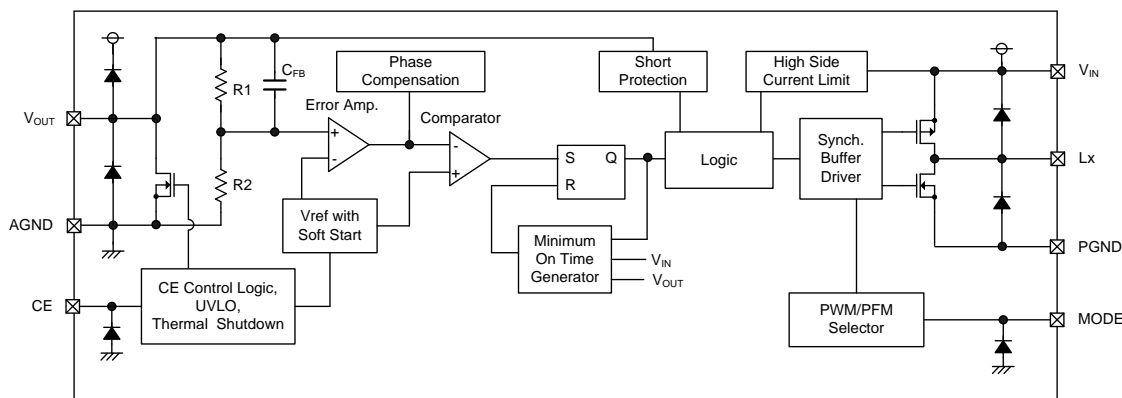 Phase
Compensation
Short
Protection
High Side
Current Limit
CFB
R1
VIN
Error Amp.
Comparator
VOUT
+
-
-
+
S
Q
R
Logic
Synch.
Buffer
Driver
Lx
R2
AGND
Vref with
Soft Start
Minimum
On Time
Generator
VIN
VOUT
PGND
CE
CE Control Logic,
UVLO,
Thermal Shutdown
PWM/PFM
Selector
MODE